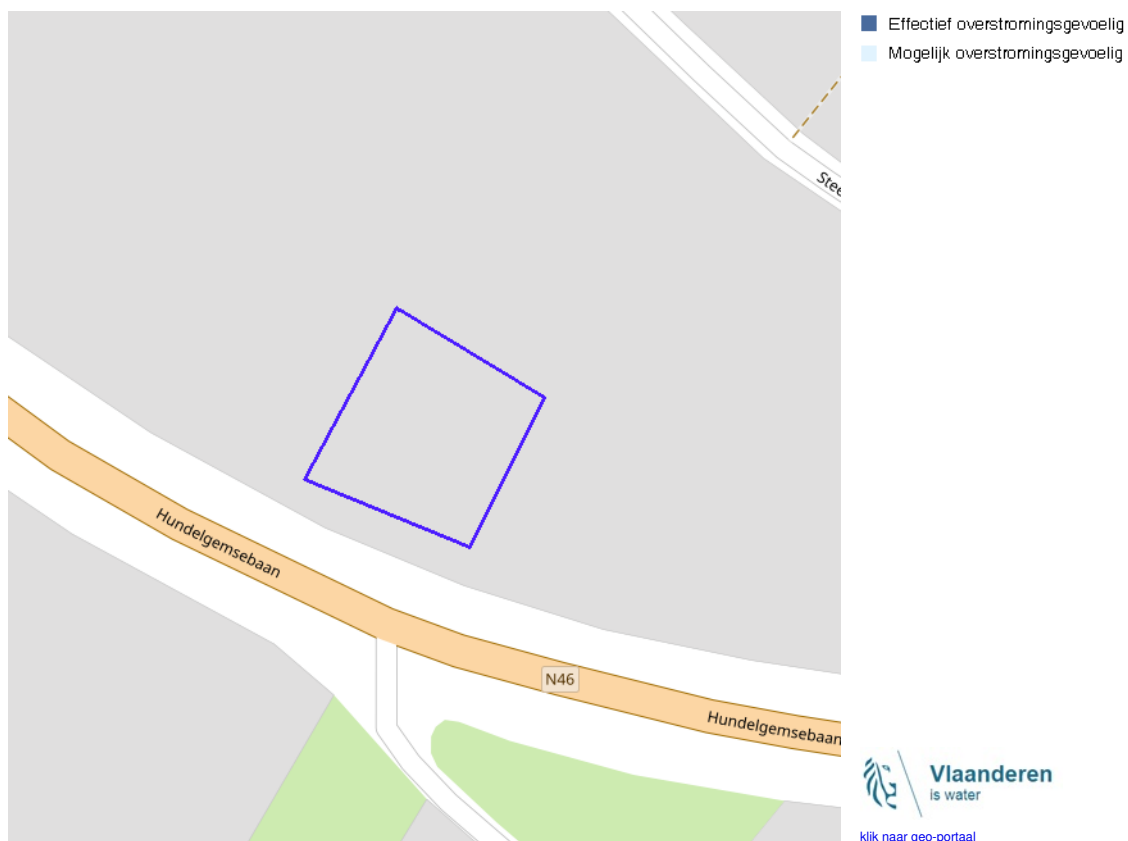 Effectief overstromingsgevoelig
Mogelijk overstromingsgevoelig
Hundelgemsebaan
N46
Hundelgemsebaan
Vlaanderen
is water
klik naar geo-portaal